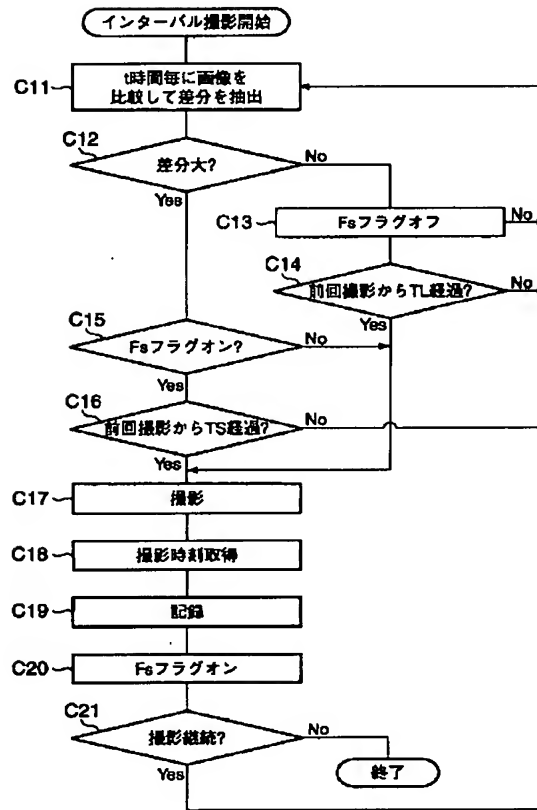 インターバル撮影開始
C11
t時間毎に画像を
比較して差分を抽出
C12
差分大?
No
Yes
C13
Fsフラグオフ
No
C14
前回撮影からTL経過?
No
Yes
C15
Fsフラグオン?
No
Yes
C16
前回撮影からTS経過?
No
Yes
C17
撮影
C18
撮影時刻取得
C19
記録
C20
Fsフラグオン
C21
撮影継続?
No
Yes
終了